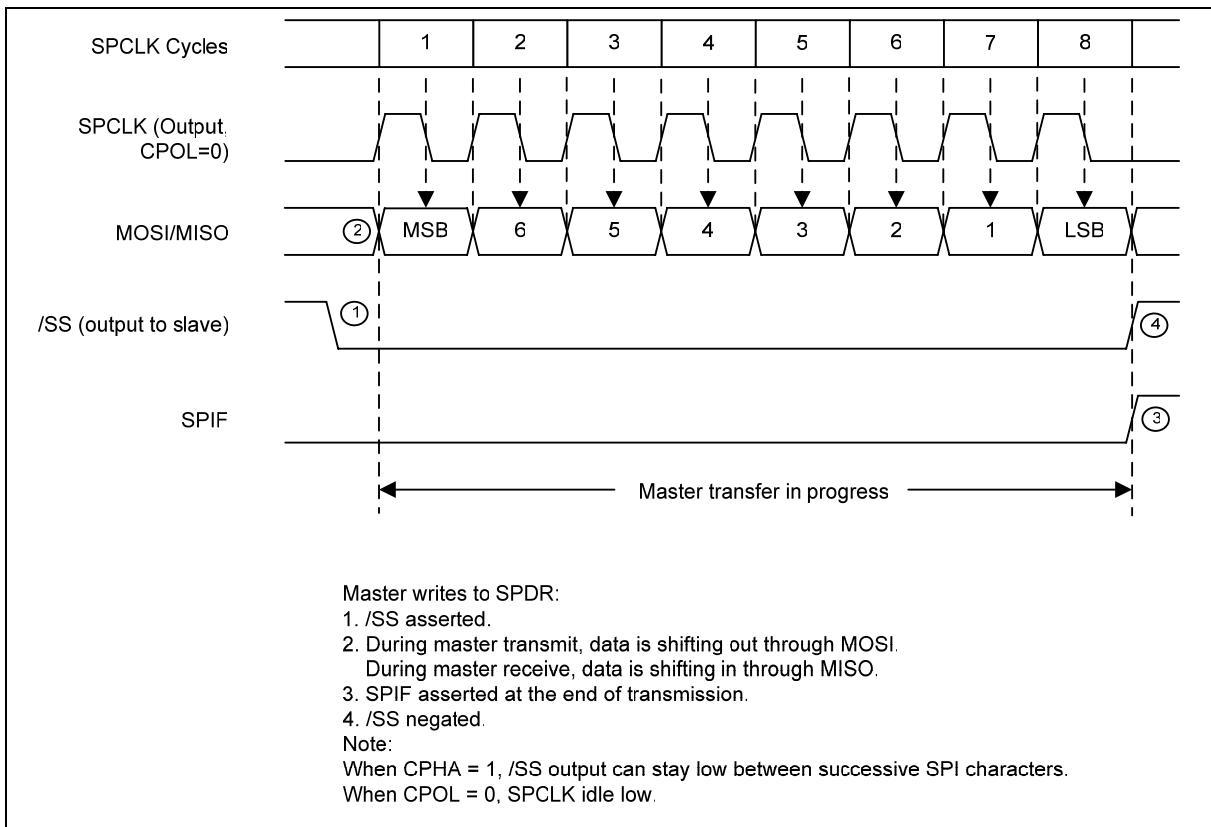 SPCLK Cycles
1 2 3 4 5 6 7 8
SPCLK (Output,
CPOL=0)
MOSI/MISO
2 MSB 6 5 4 3 2 1 LSB
/SS (output to slave)
1
4
SPIF
3
Master transfer in progress
Master writes to SPDR:
1. /SS asserted.
2. During master transmit, data is shifting out through MOSI.
During master receive, data is shifting in through MISO.
3. SPIF asserted at the end of transmission.
4. /SS negated.
Note:
When CPHA = 1, /SS output can stay low between successive SPI characters.
When CPOL = 0, SPCLK idle low.